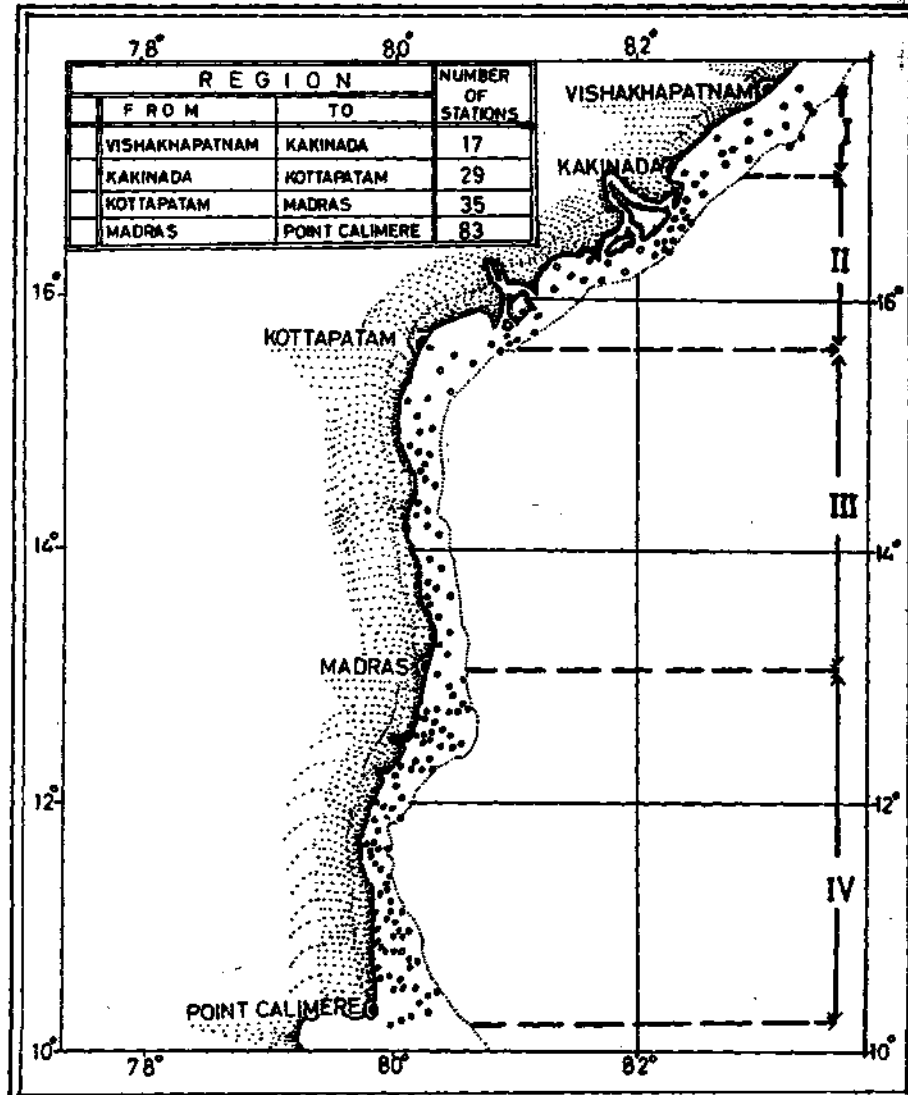 78° 80° 82°
REGION NUMBER OF STATIONS
FROM TO
VISHAKHAPATNAM KAKINADA 17
KAKINADA KOTTAPATAM 29
KOTTAPATAM MADRAS 35
MADRAS POINT CALIMERE 83
VISHAKHAPATNAM
I
KAKINADA
II
16° 16°
KOTTAPATAM
III
14° 14°
MADRAS
12° 12°
IV
POINT CALIMERE
10° 10°
78° 80° 82°